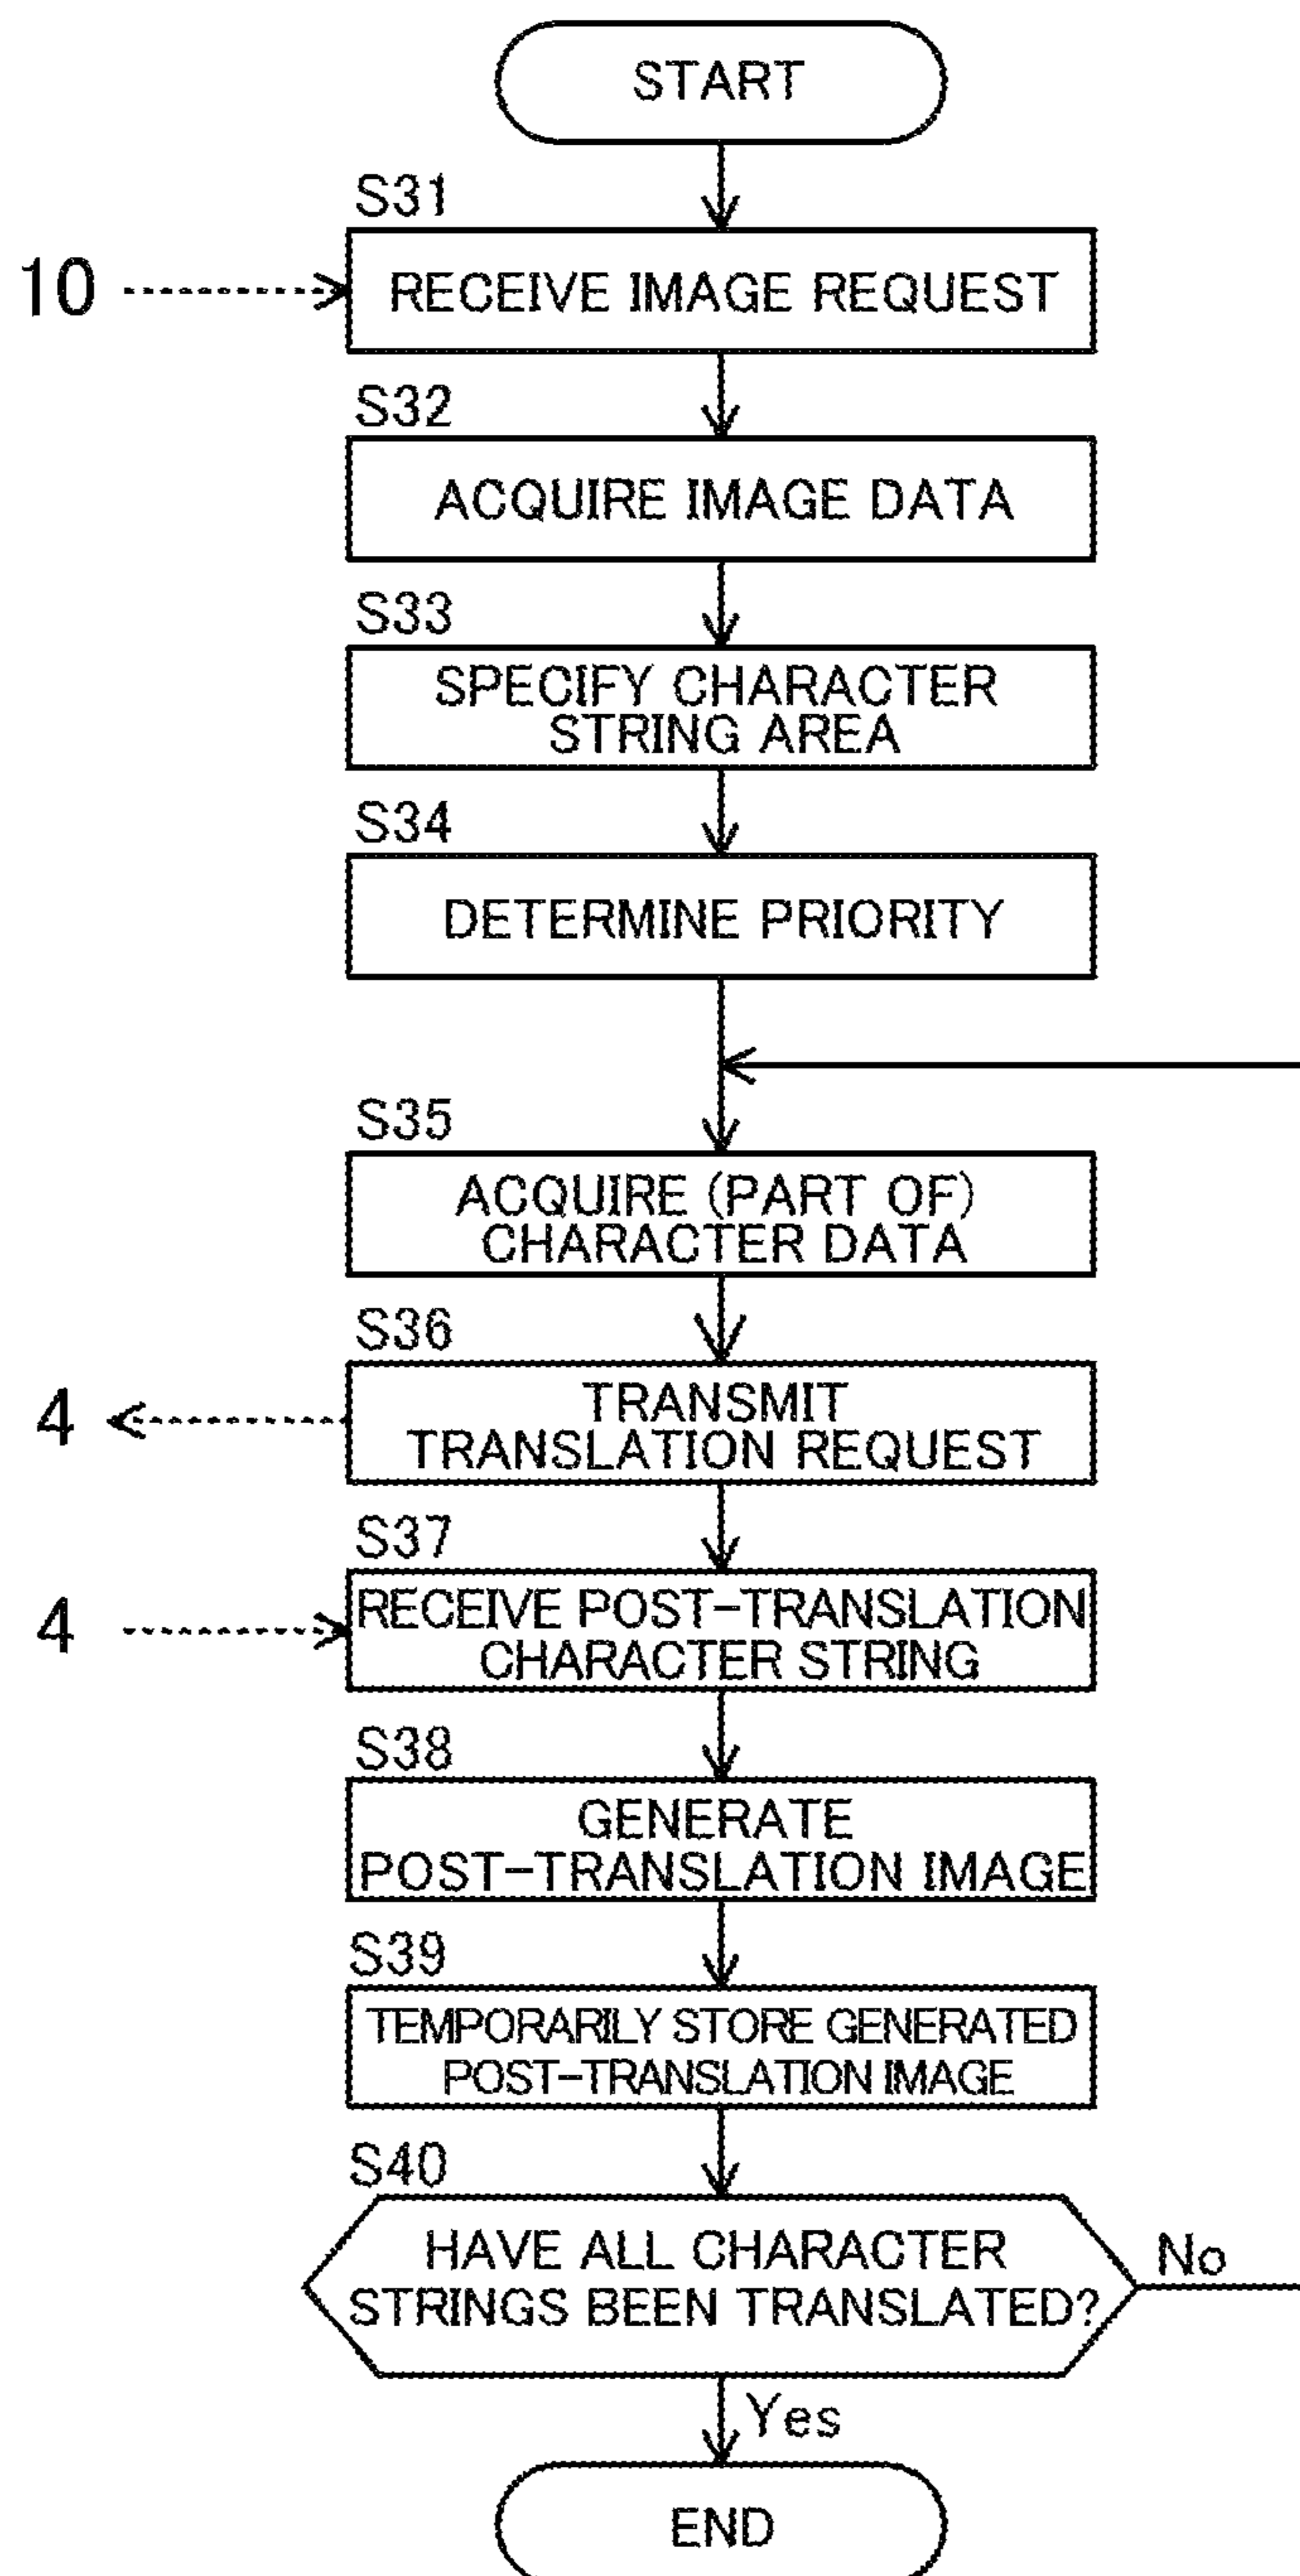 START
S31
10
RECEIVE IMAGE REQUEST
S32
ACQUIRE IMAGE DATA
S33
SPECIFY CHARACTER
STRING AREA
S34
DETERMINE PRIORITY
S35
ACQUIRE (PART OF)
CHARACTER DATA
S36
4
TRANSMIT
TRANSLATION REQUEST
S37
4
RECEIVE POST-TRANSLATION
CHARACTER STRING
S38
GENERATE
POST-TRANSLATION IMAGE
S39
TEMPORARILY STORE GENERATED
POST-TRANSLATION IMAGE
S40
HAVE ALL CHARACTER
STRINGS BEEN TRANSLATED?
No
Yes
END